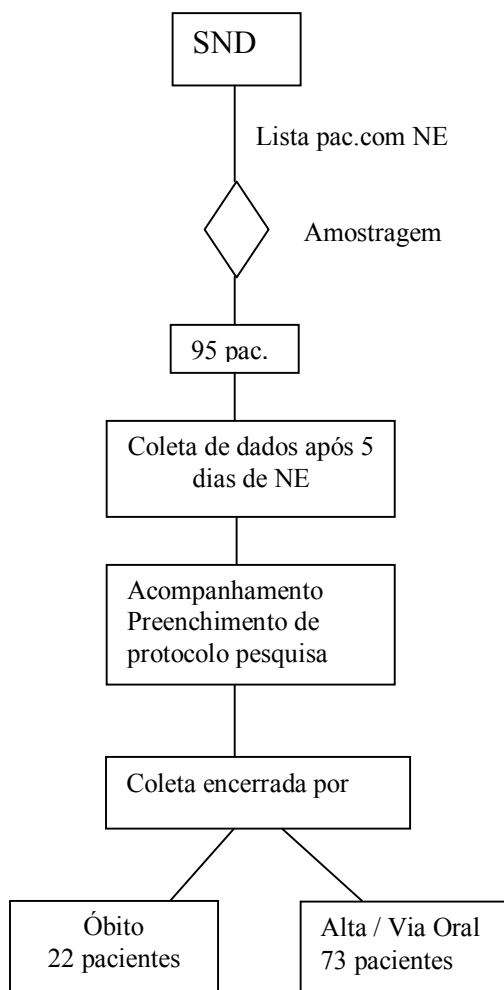 SND
Lista pac.com NE
Amostragem
95 pac.
Coleta de dados após 5
dias de NE
Acompanhamento
Preenchimento de
protocolo pesquisa
Coleta encerrada por
Óbito
22 pacientes
Alta / Via Oral
73 pacientes